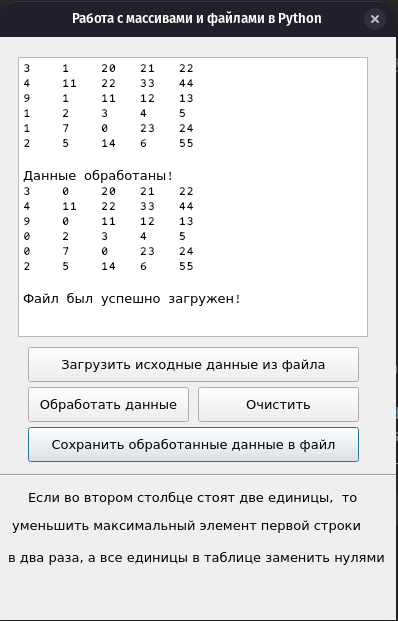 Работа с массивами и файлами в Python
3 1 20 21 22
4 11 22 33 44
9 1 11 12 13
1 2 3 4 5
1 7 0 23 24
2 5 14 6 55
Данные обработаны!
3 0 20 21 22
4 11 22 33 44
9 0 11 12 13
0 2 3 4 5
0 7 0 23 24
2 5 14 6 55
Файл был успешно загружен!
Загрузить исходные данные из файла
Обработать данные Очистить
Сохранить обработанные данные в файл
Если во втором столбце стоят две единицы, то
уменьшить максимальный элемент первой строки
в два раза, а все единицы в таблице заменить нулями